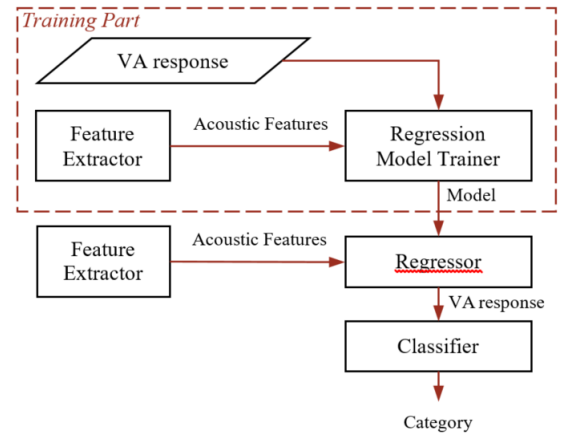 Training Part
VA response
Feature
Extractor
Acoustic Features
Regression
Model Trainer
Model
Feature
Extractor
Acoustic Features
Regressor
VA response
Classifier
Category